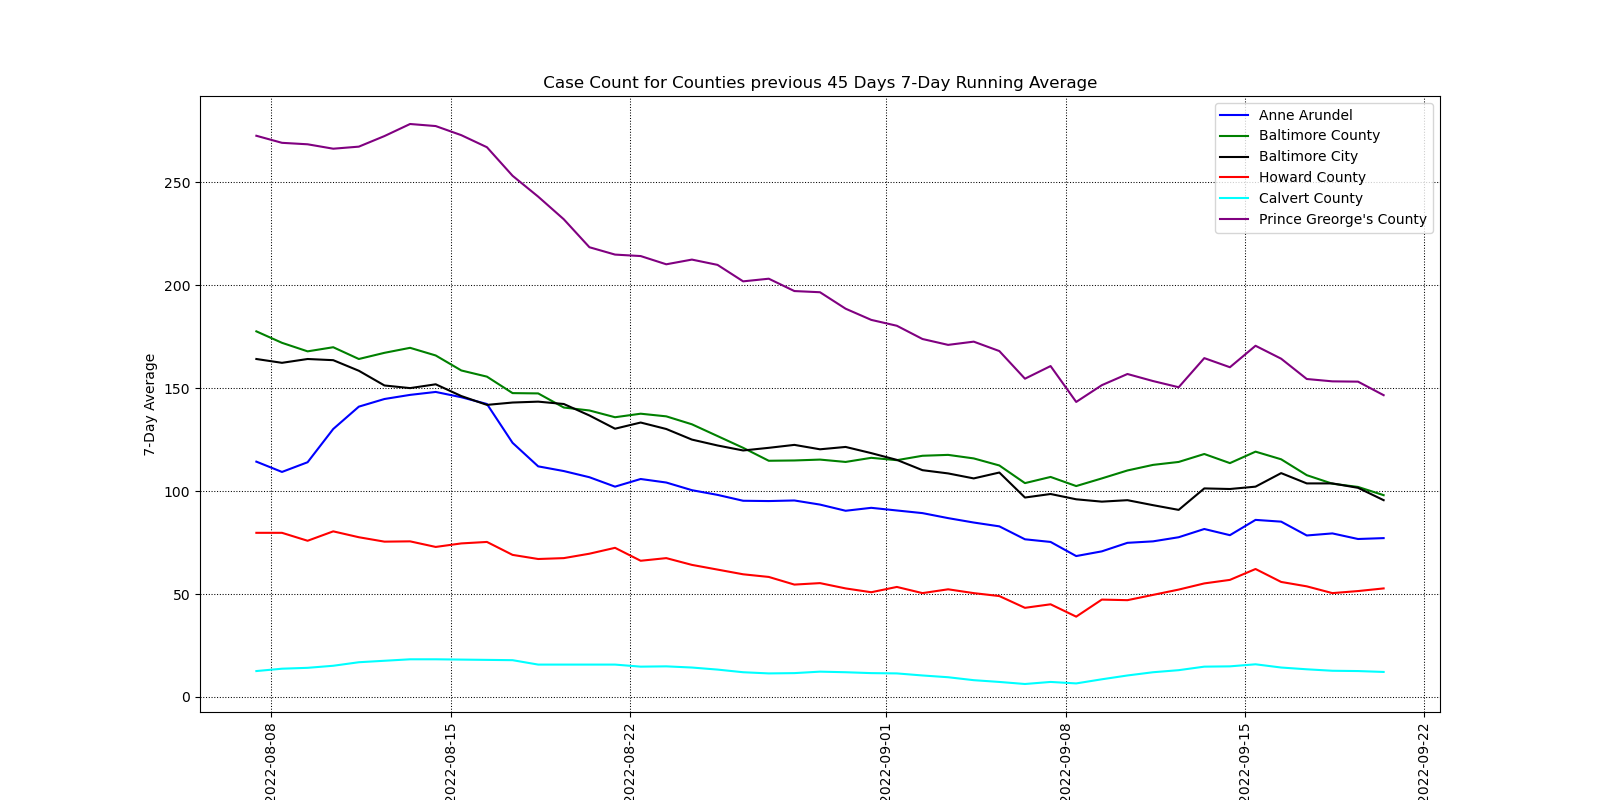 Case Count for Counties previous 45 Days 7-Day Running Average
Anne Arundel
Baltimore County
Baltimore City
Howard County
Calvert County
Prince Greorge's County
7-Day Average
250
200
150
100
50
0
2022-08-08
2022-08-15
2022-08-22
2022-09-01
2022-09-08
2022-09-15
2022-09-22